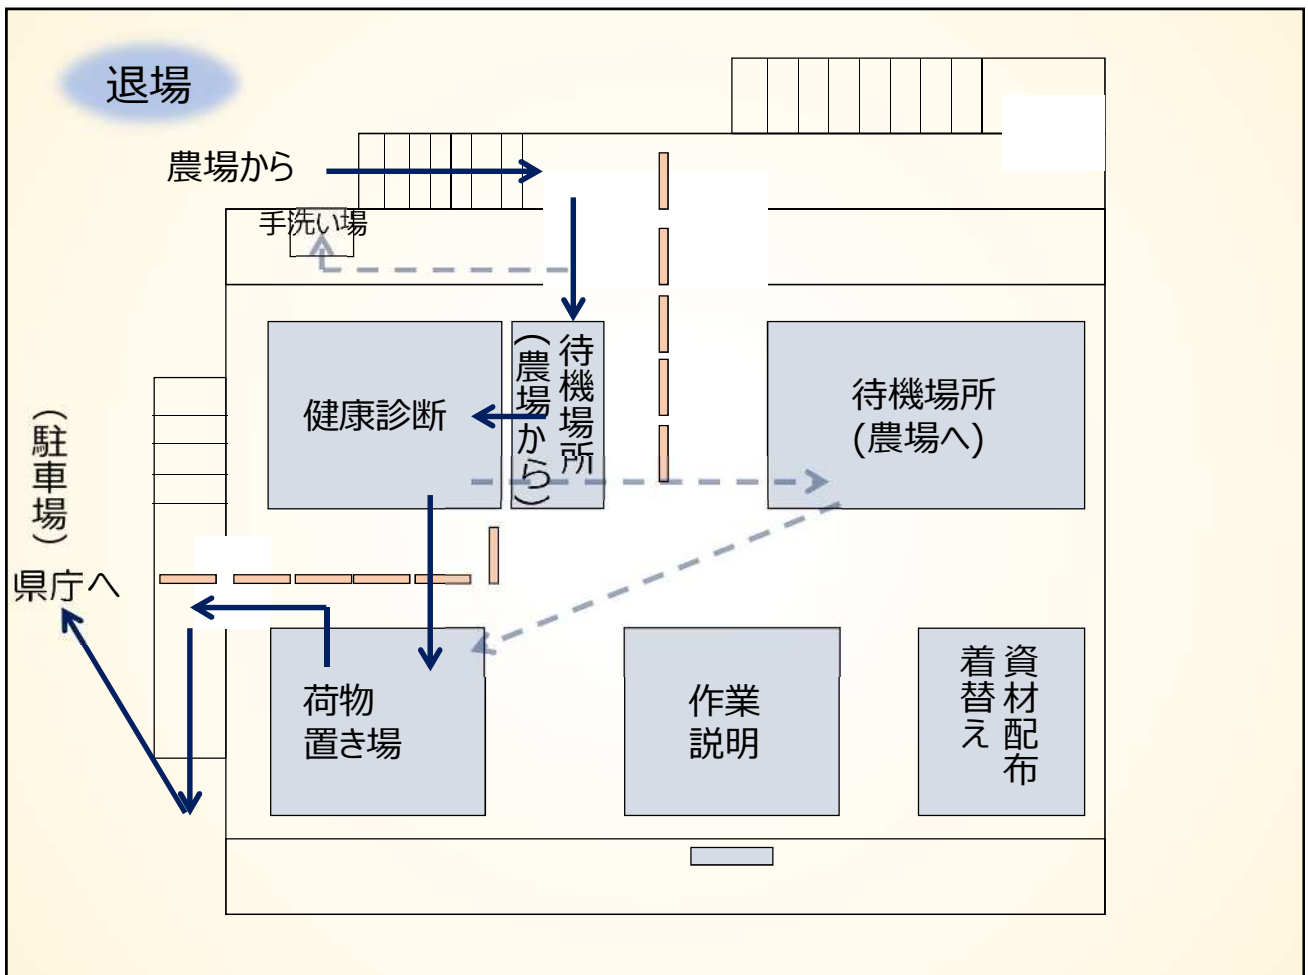 退場
農場から
手洗い場
健康診断
待機場所
(農場から)
待機場所
(農場へ)
(駐車場)
県庁へ
荷物
置き場
作業
説明
資材配布
着替え